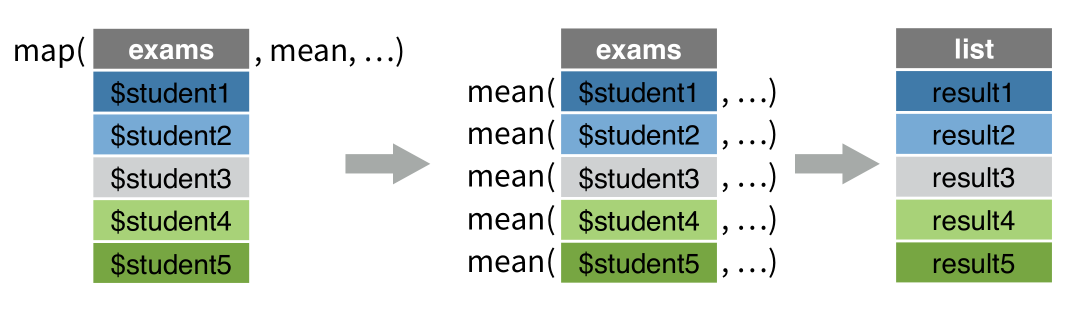 map( exams , mean, …) exams list
$student1 mean( $student1 , …) result1
$student2 mean( $student2 , …) result2
$student3 mean( $student3 , …) result3
$student4 mean( $student4 , …) result4
$student5 mean( $student5 , …) result5